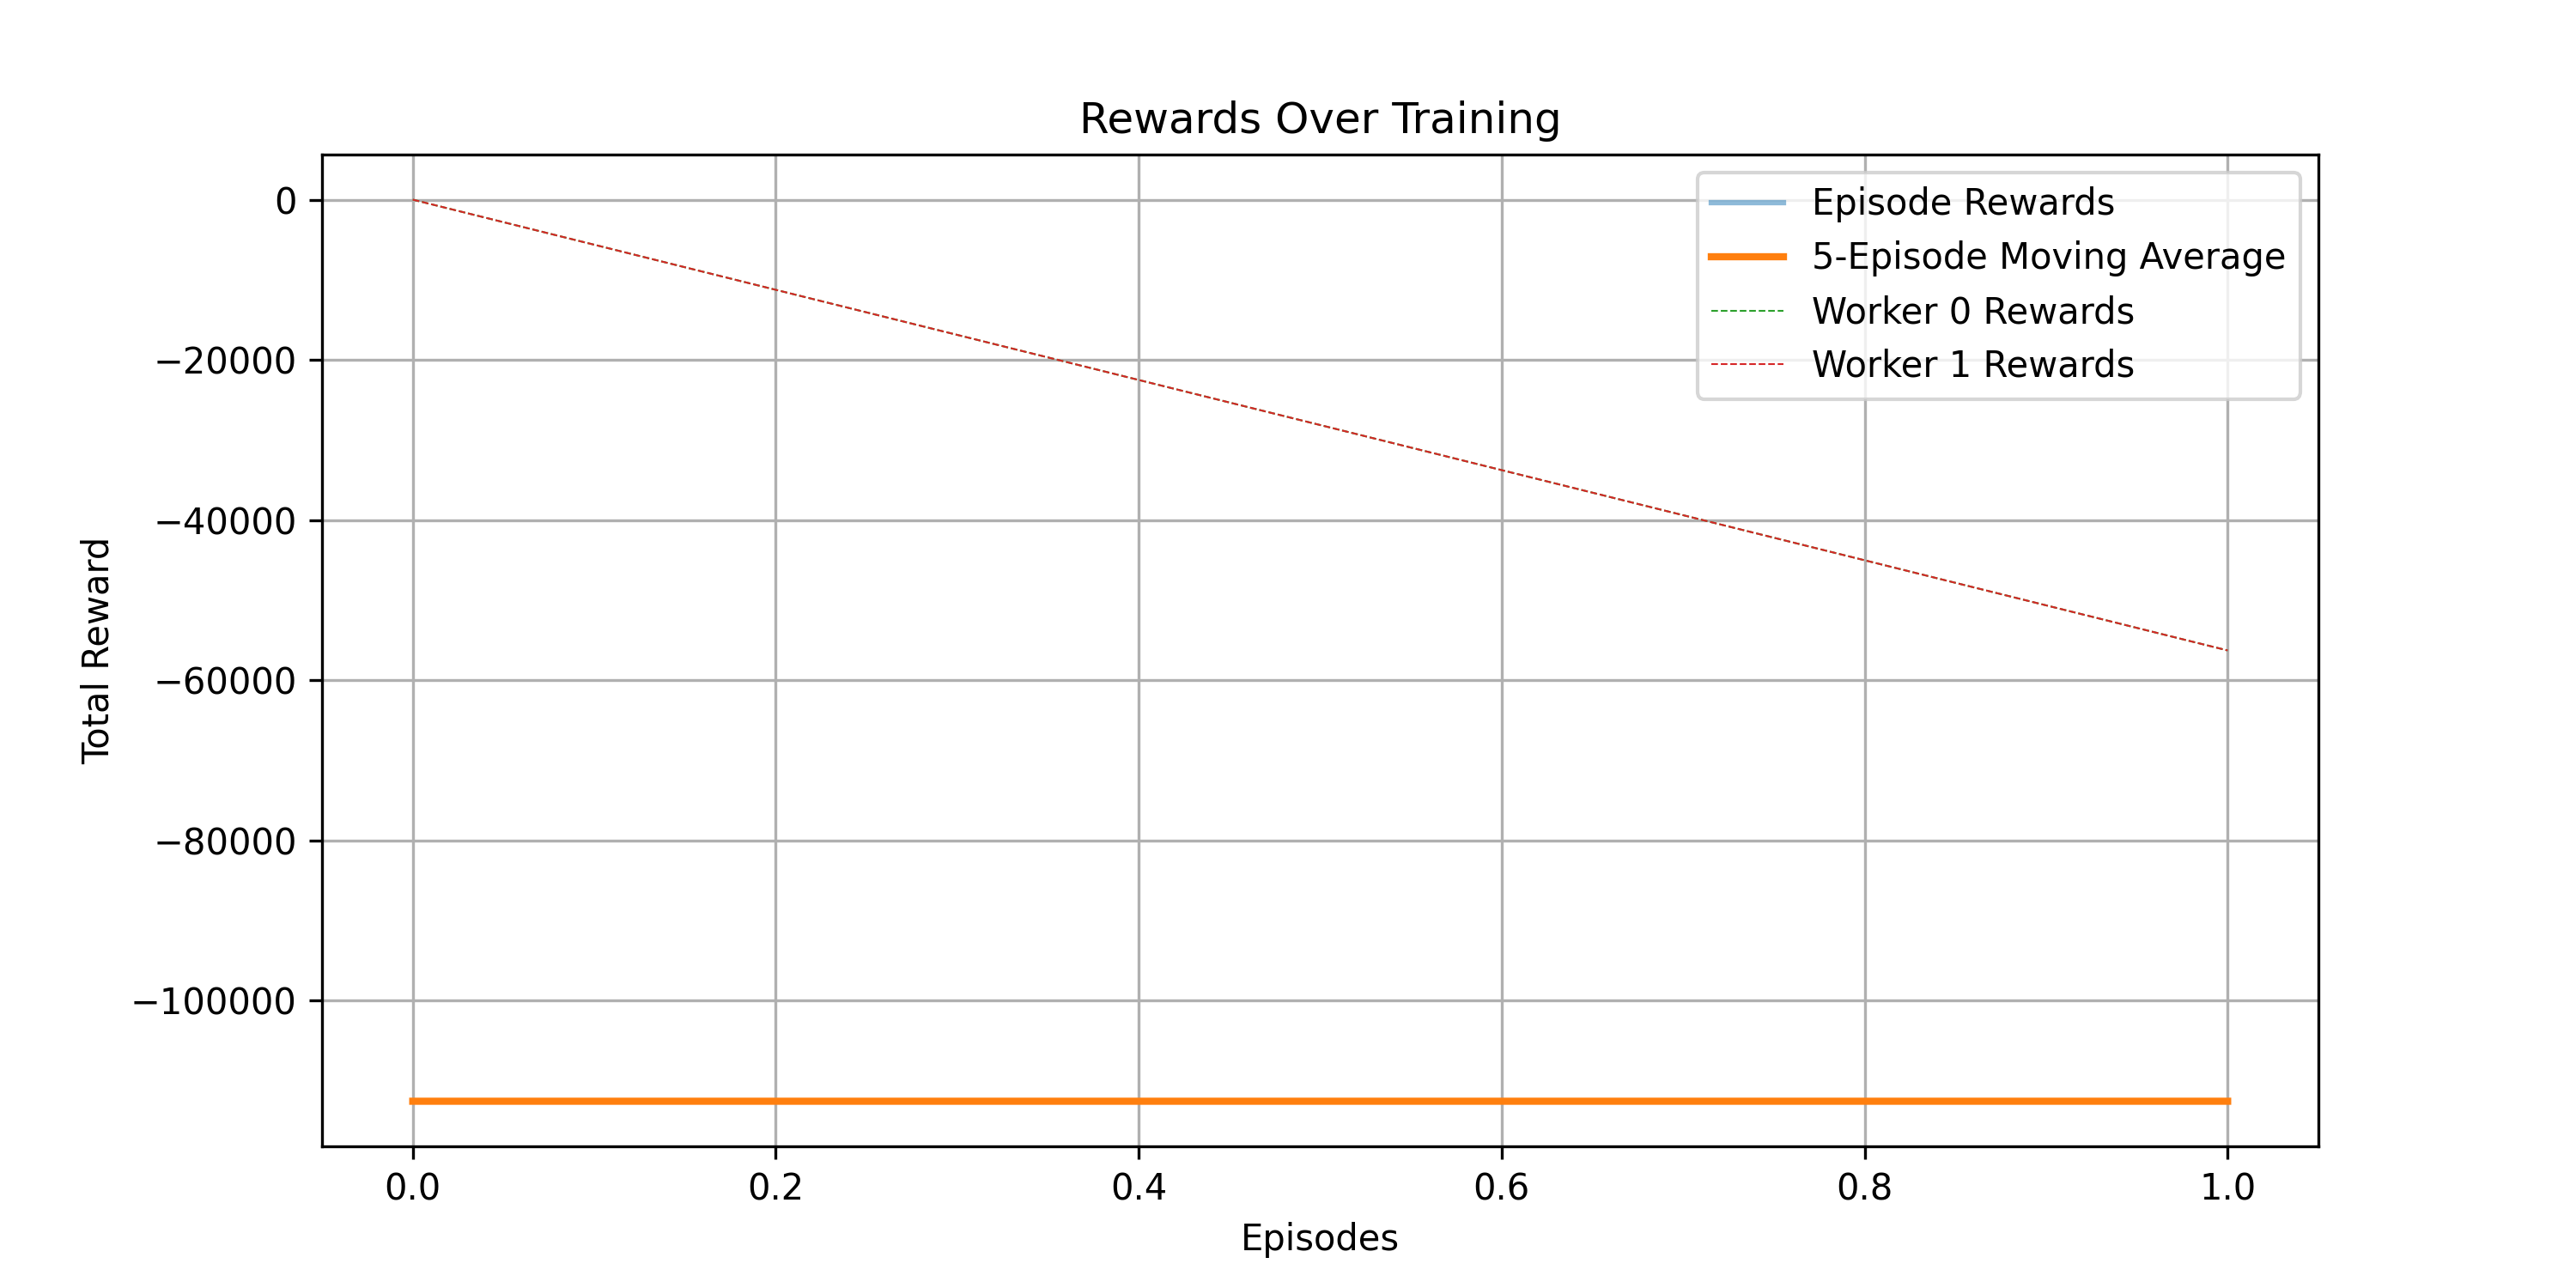 Rewards Over Training
Total Reward
0
−20000
−40000
−60000
−80000
−100000
Episode Rewards
5-Episode Moving Average
Worker 0 Rewards
Worker 1 Rewards
0.0 0.2 0.4 0.6 0.8 1.0
Episodes